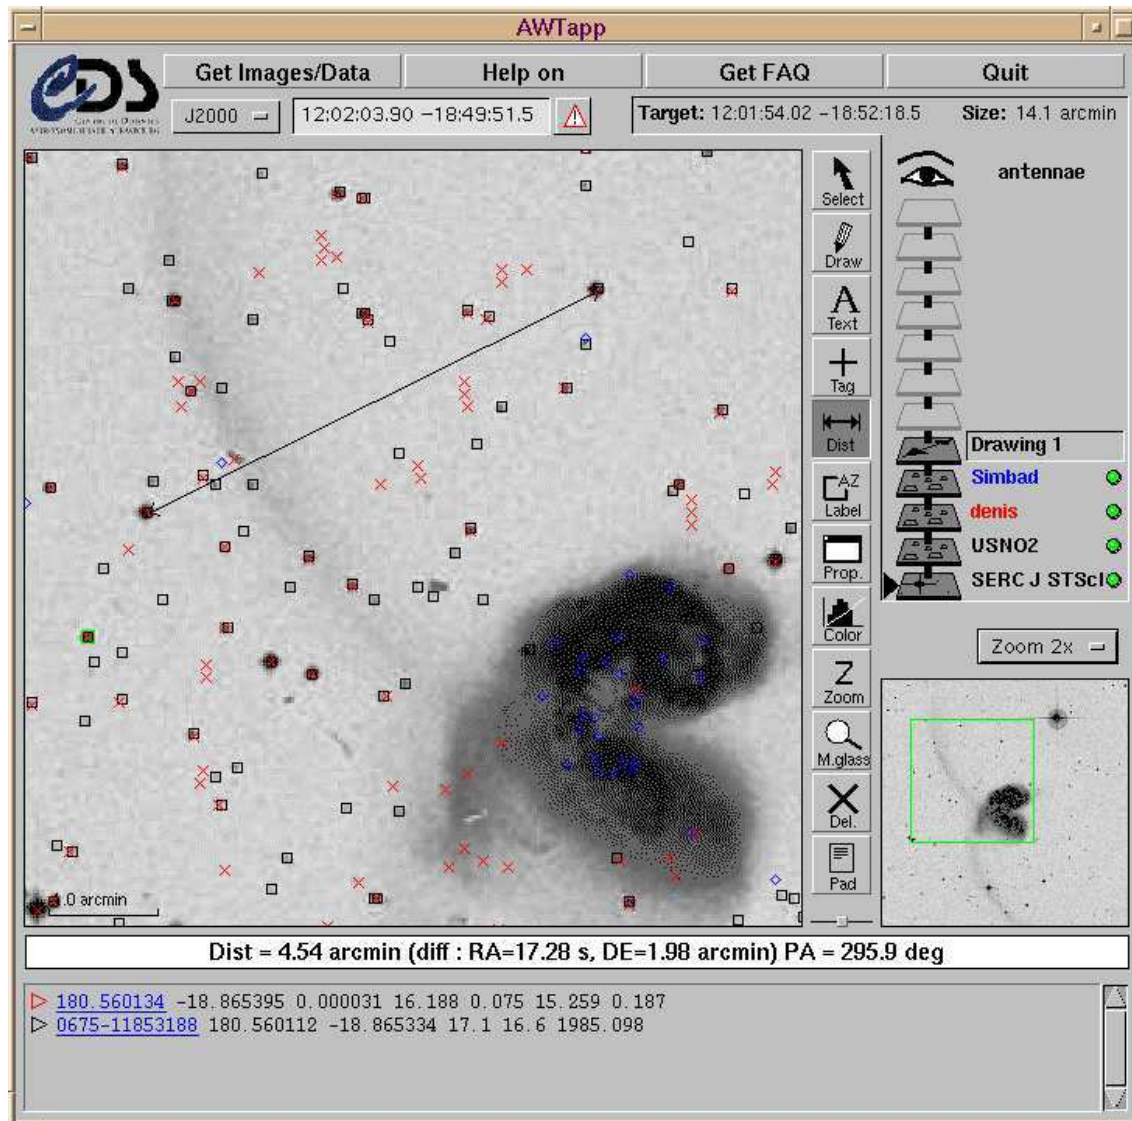 AWTapp
CDS
Get Images/Data Help on Get FAQ Quit
J2000 12:02:03.90 -18:49:51.5 Target: 12:01:54.02 -18:52:18.5 Size: 14.1 arcmin
antennae
Select
Draw
Text
Tag
Dist
Label
Prop.
Color
Zoom
M.glass
Del.
Pad
Drawing 1
Simbad
denis
USNO2
SERC J STScI
Zoom 2x
.0 arcmin
Dist = 4.54 arcmin (diff : RA=17.28 s, DE=1.98 arcmin) PA = 295.9 deg
180.560134 -18.865395 0.000031 16.188 0.075 15.259 0.187
0675-11853188 180.560112 -18.865334 17.1 16.6 1985.098